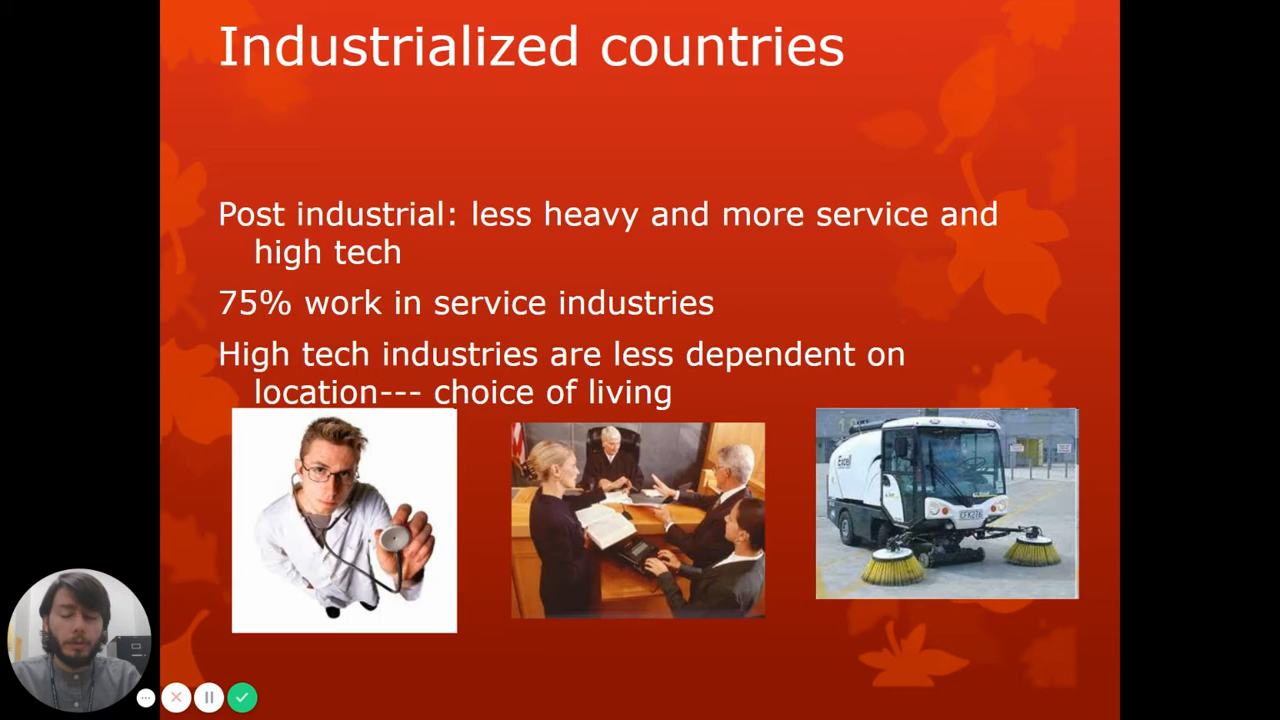 Industrialized countries
Post industrial: less heavy and more service and
high tech
75% work in service industries
High tech industries are less dependent on
location--- choice of living
Excell